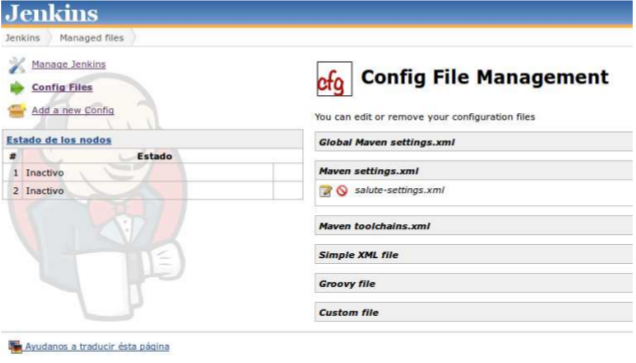 Jenkins
Jenkins Managed files
Manage Jenkins
Config Files
Add a new Config
Estado de los nodos
# Estado
1 Inactivo
2 Inactivo
cfg Config File Management
You can edit or remove your configuration files
Global Maven settings.xml
Maven settings.xml
salute-settings.xml
Maven toolchains.xml
Simple XML file
Groovy file
Custom file
Ayudanos a traducir ésta página